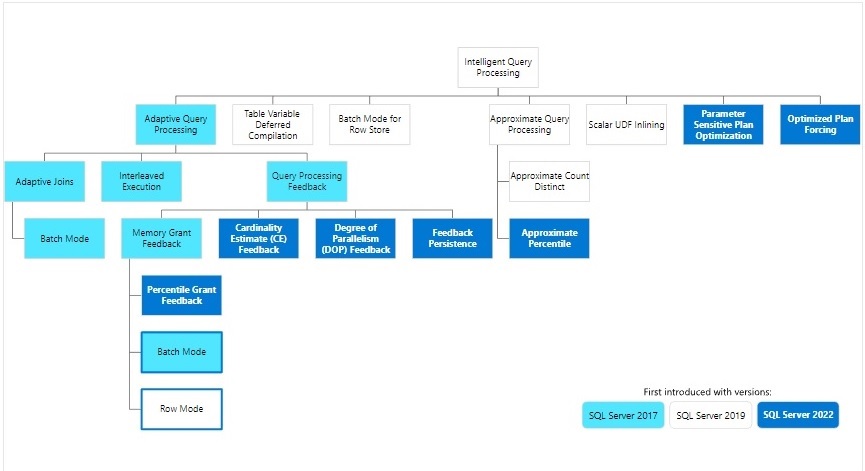 Intelligent Query
Processing
Adaptive Query
Processing
Table Variable
Deferred
Compilation
Batch Mode for
Row Store
Approximate Query
Processing
Scalar UDF Inlining
Parameter
Sensitive Plan
Optimization
Optimized Plan
Forcing
Adaptive Joins
Interleaved
Execution
Query Processing
Feedback
Approximate Count
Distinct
Batch Mode
Memory Grant
Feedback
Cardinality
Estimate (CE)
Feedback
Degree of
Parallelism
(DOP) Feedback
Feedback
Persistence
Approximate
Percentile
Percentile Grant
Feedback
Batch Mode
Row Mode
First introduced with versions:
SQL Server 2017
SQL Server 2019
SQL Server 2022